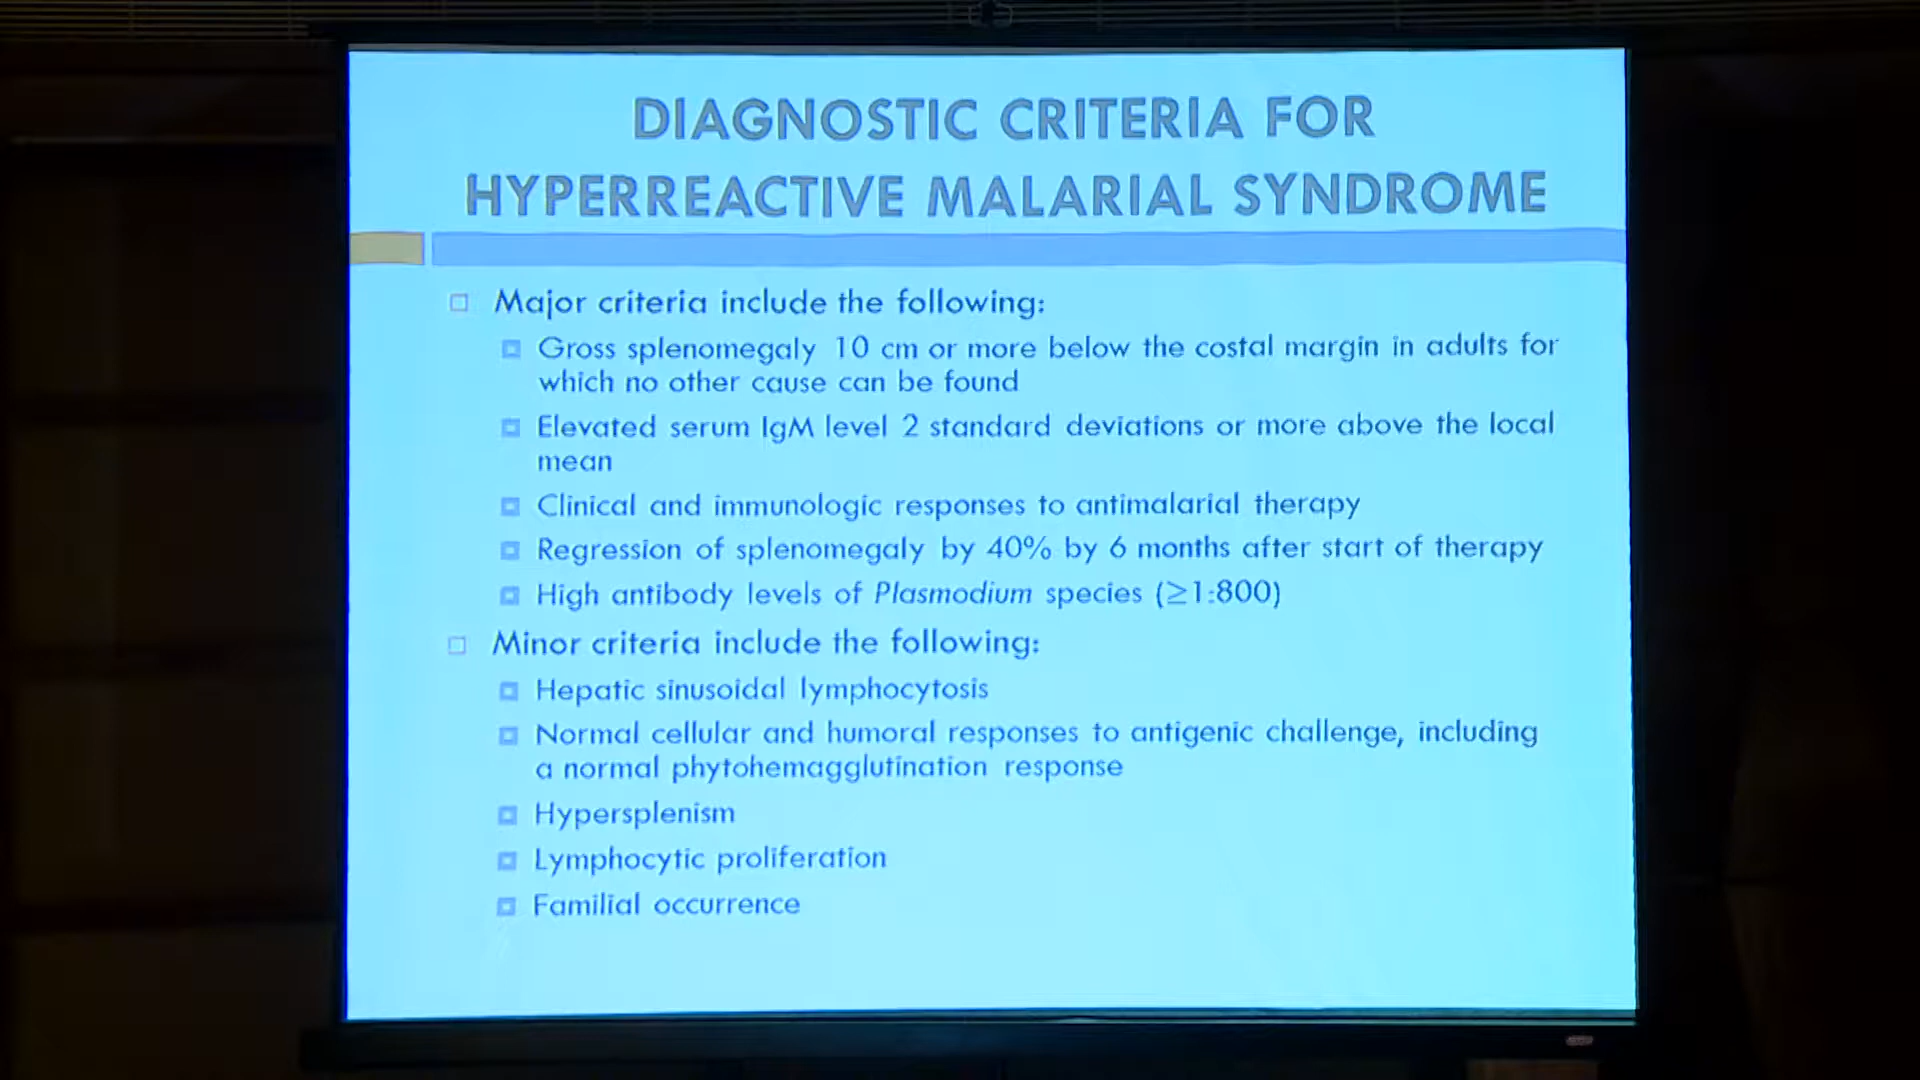 DIAGNOSTIC CRITERIA FOR
HYPERREACTIVE MALARIAL SYNDROME
Major criteria include the following:
Gross splenomegaly 10 cm or more below the costal margin in adults for
which no other cause can be found
Elevated serum IgM level 2 standard deviations or more above the local
mean
Clinical and immunologic responses to antimalarial therapy
Regression of splenomegaly by 40% by 6 months after start of therapy
High antibody levels of Plasmodium species (≥1:800)
Minor criteria include the following:
Hepatic sinusoidal lymphocytosis
Normal cellular and humoral responses to antigenic challenge, including
a normal phytohemagglutination response
Hypersplenism
Lymphocytic proliferation
Familial occurrence